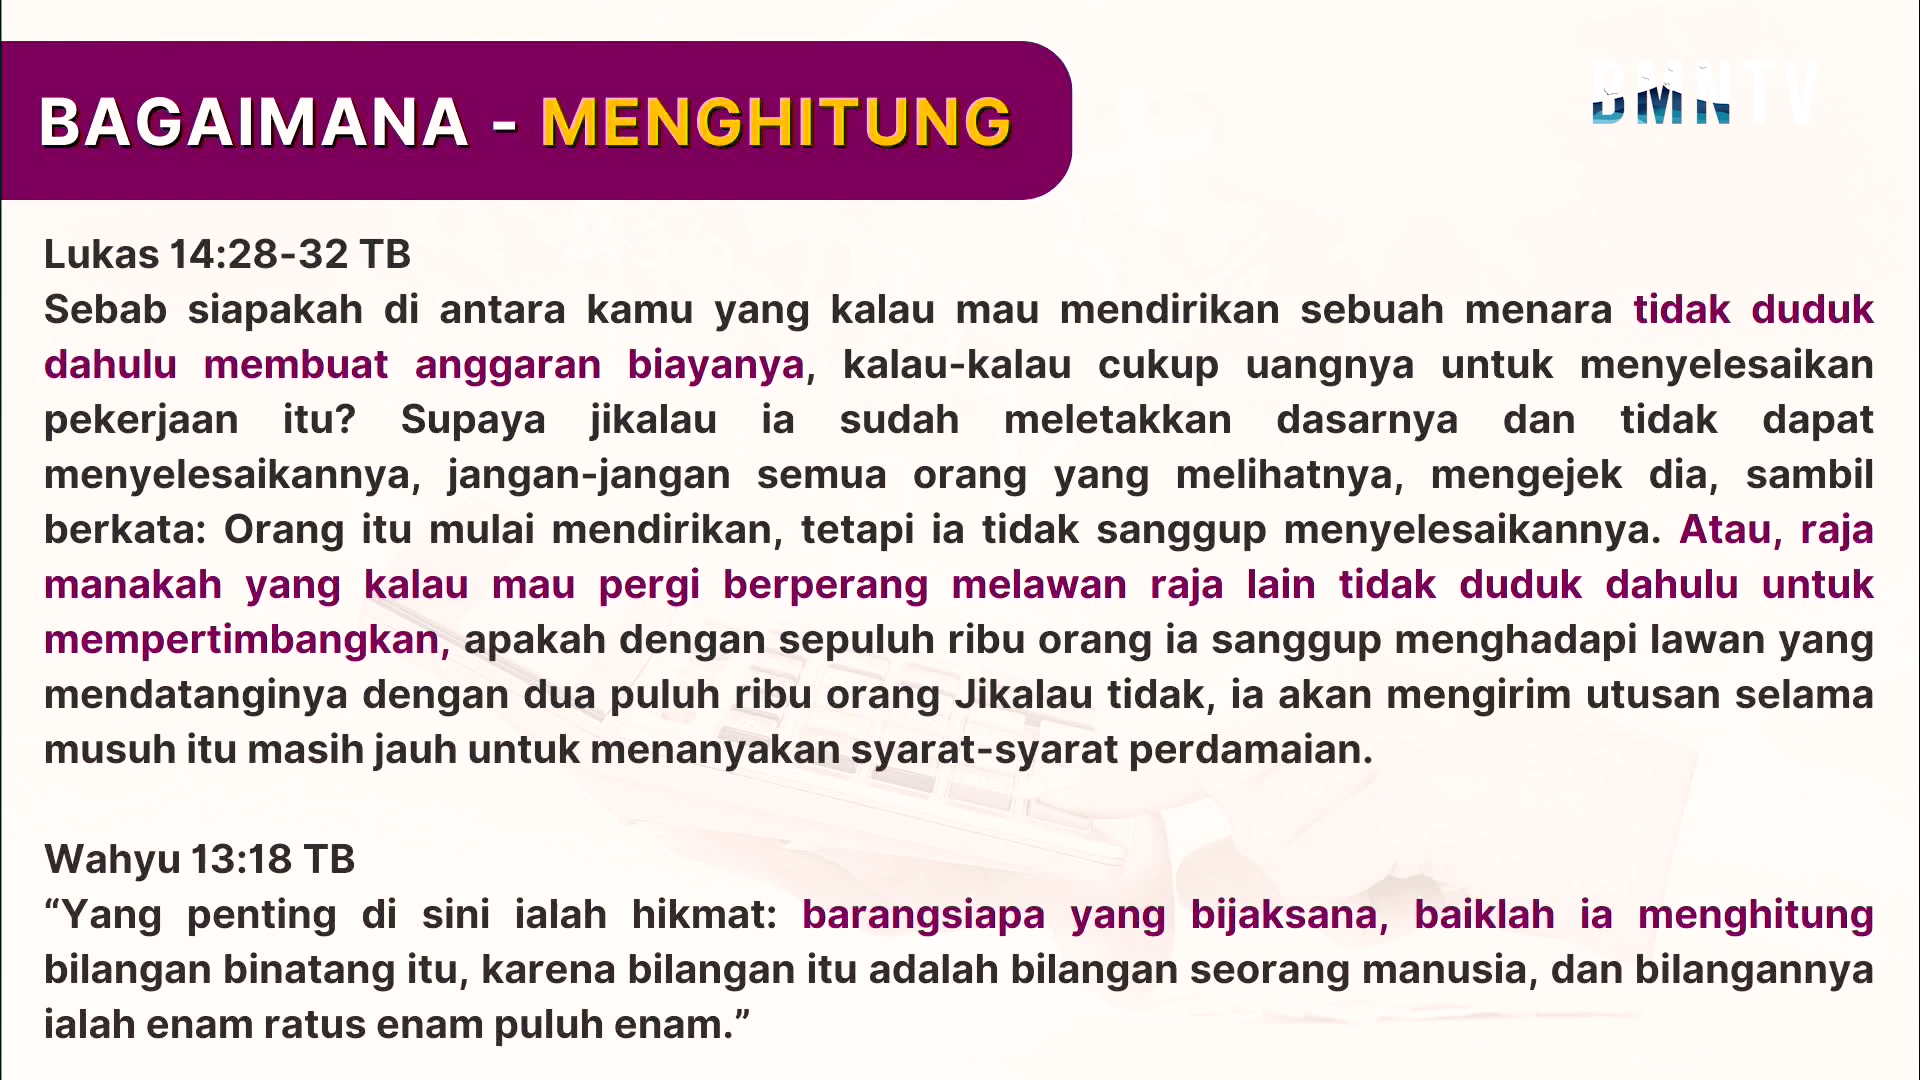 BAGAIMANA - MENGHITUNG
BMNTV
Lukas 14:28-32 TB
Sebab siapakah di antara kamu yang kalau mau mendirikan sebuah menara tidak duduk
dahulu membuat anggaran biayanya, kalau-kalau cukup uangnya untuk menyelesaikan
pekerjaan itu? Supaya jikalau ia sudah meletakkan dasarnya dan tidak dapat
menyelesaikannya, jangan-jangan semua orang yang melihatnya, mengejek dia, sambil
berkata: Orang itu mulai mendirikan, tetapi ia tidak sanggup menyelesaikannya. Atau, raja
manakah yang kalau mau pergi berperang melawan raja lain tidak duduk dahulu untuk
mempertimbangkan, apakah dengan sepuluh ribu orang ia sanggup menghadapi lawan yang
mendatanginya dengan dua puluh ribu orang Jikalau tidak, ia akan mengirim utusan selama
musuh itu masih jauh untuk menanyakan syarat-syarat perdamaian.
Wahyu 13:18 TB
“Yang penting di sini ialah hikmat: barangsiapa yang bijaksana, baiklah ia menghitung
bilangan binatang itu, karena bilangan itu adalah bilangan seorang manusia, dan bilangannya
ialah enam ratus enam puluh enam.”